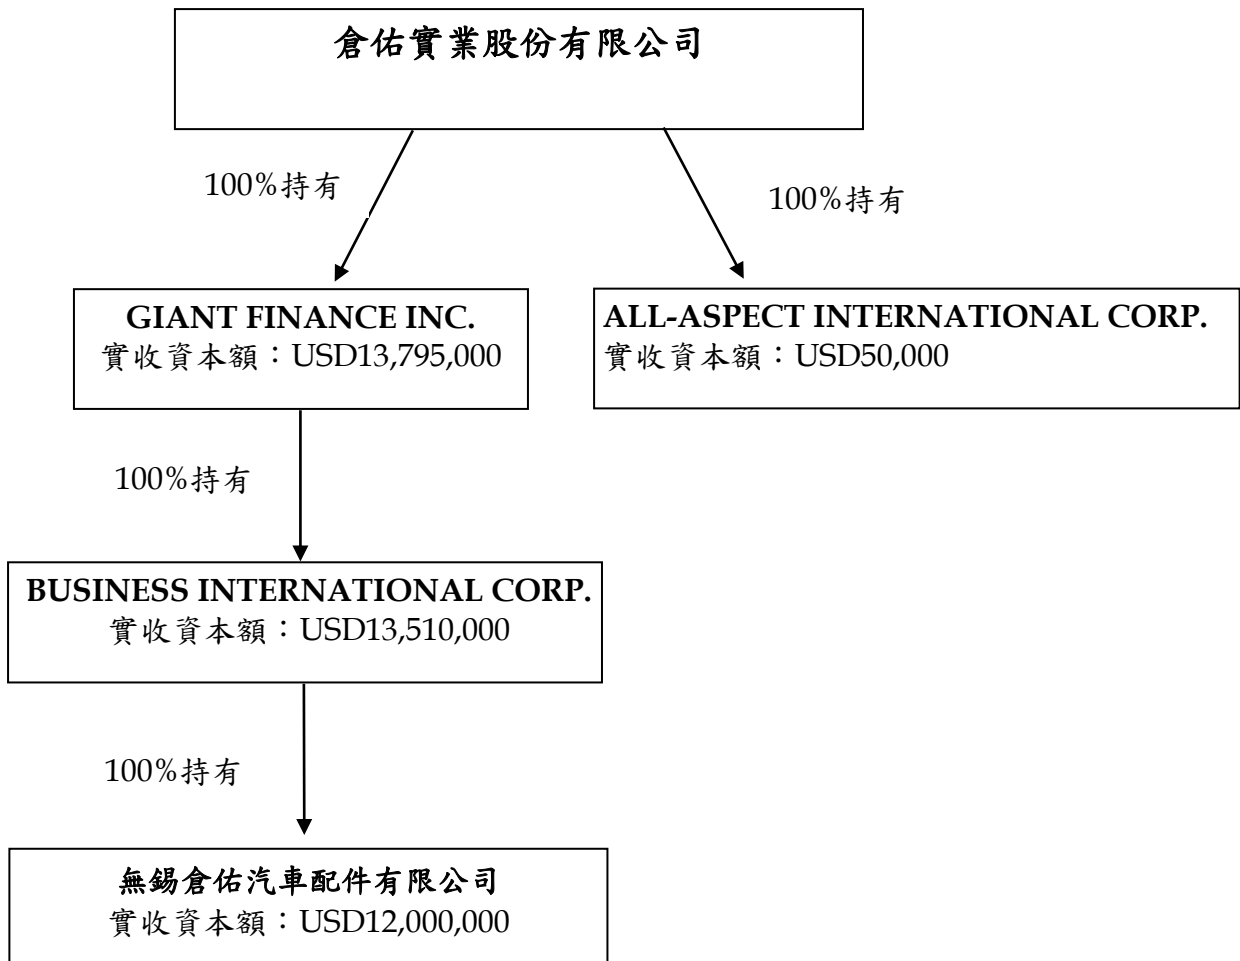 倉佑實業股份有限公司
100%持有
100%持有
GIANT FINANCE INC.
實收資本額：USD13,795,000
ALL-ASPECT INTERNATIONAL CORP.
實收資本額：USD50,000
100%持有
BUSINESS INTERNATIONAL CORP.
實收資本額：USD13,510,000
100%持有
無錫倉佑汽車配件有限公司
實收資本額：USD12,000,000